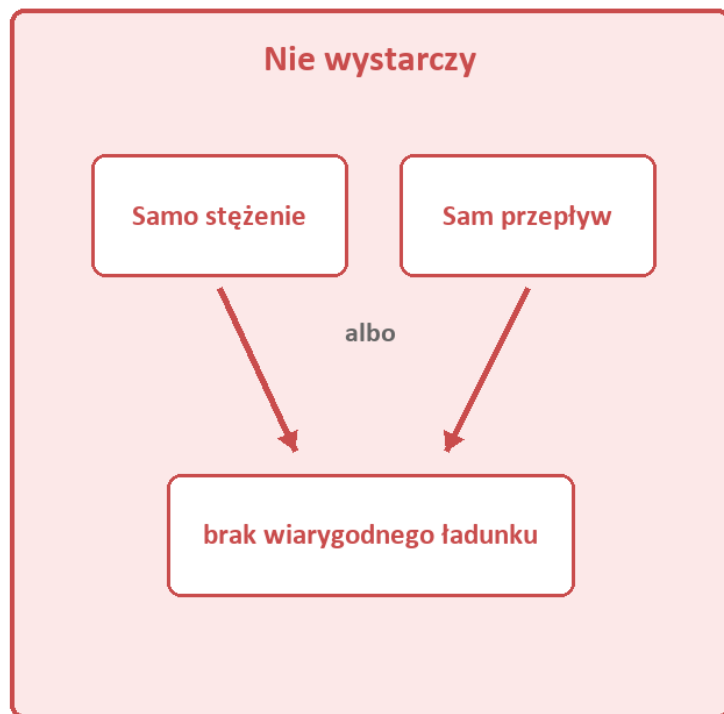 Nie wystarczy
Samo stężenie
Sam przepływ
albo
brak wiarygodnego ładunku